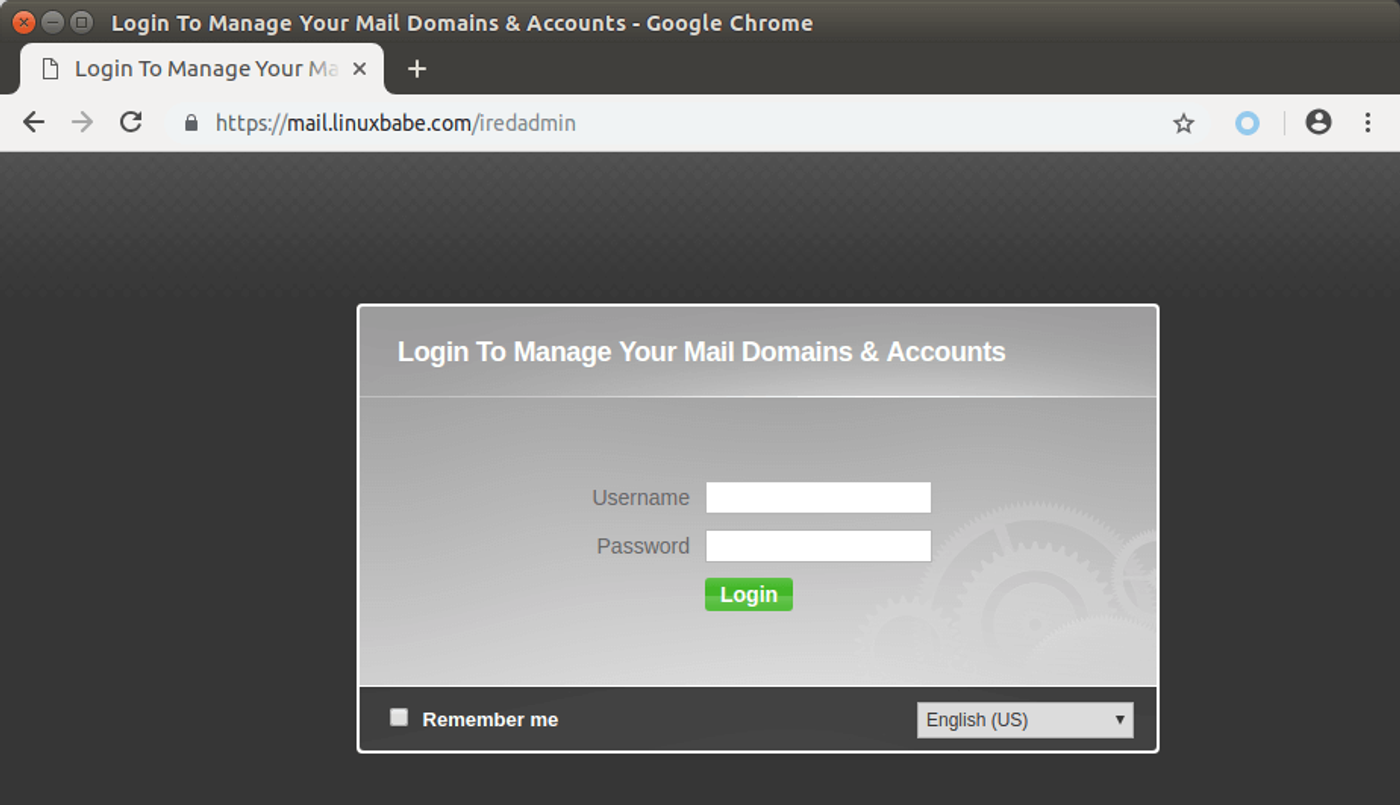 Login To Manage Your Mail Domains & Accounts - Google Chrome
Login To Manage Your Ma
https://mail.linuxbabe.com/iredadmin
Login To Manage Your Mail Domains & Accounts
Username
Password
Login
Remember me
English (US)